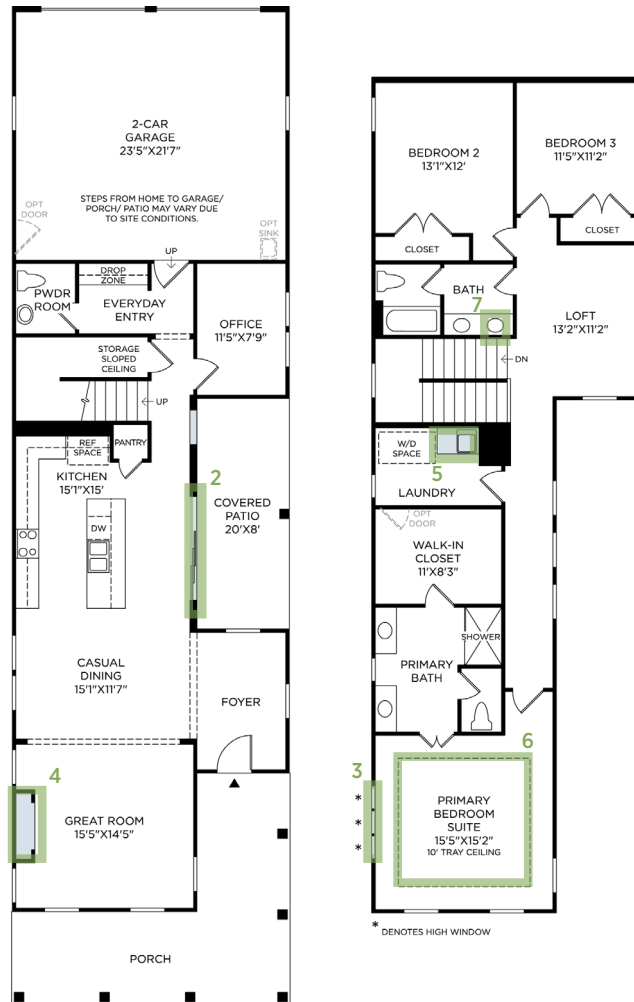 2-CAR
GARAGE
23'5"X21'7"
STEPS FROM HOME TO GARAGE/
PORCH/ PATIO MAY VARY DUE
TO SITE CONDITIONS.
OPT
DOOR
OPT
SINK
UP
DROP
ZONE
PWDR
ROOM
EVERYDAY
ENTRY
OFFICE
11'5"X7'9"
STORAGE
SLOPED
CEILING
UP
REF
SPACE
PANTRY
KITCHEN
15'1"X15'
2
COVERED
PATIO
20'X8'
DW
CASUAL
DINING
15'1"X11'7"
FOYER
4
GREAT ROOM
15'5"X14'5"
PORCH
BEDROOM 2
13'1"X12'
BEDROOM 3
11'5"X11'2"
CLOSET
CLOSET
BATH
7
LOFT
13'2"X11'2"
DN
W/D
SPACE
5
LAUNDRY
OPT
DOOR
WALK-IN
CLOSET
11'X8'3"
SHOWER
PRIMARY
BATH
6
3
*
*
*
PRIMARY
BEDROOM
SUITE
15'5"X15'2"
10' TRAY CEILING
* DENOTES HIGH WINDOW